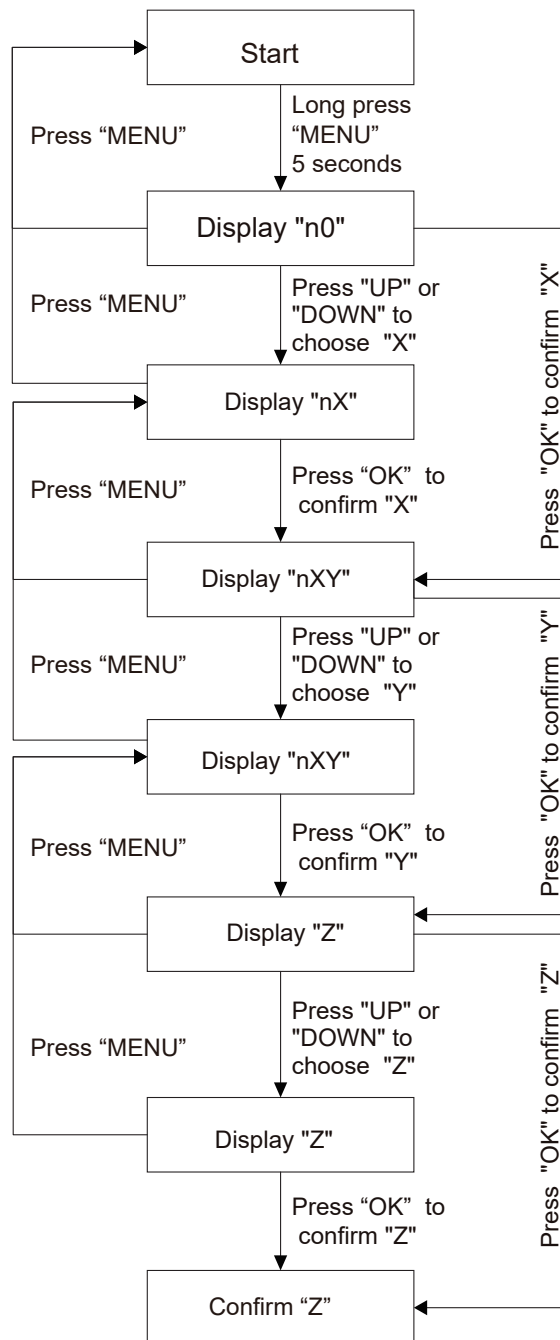 Start
Press “MENU”
Long press
“MENU”
5 seconds
Display "n0"
Press “MENU”
Press "UP" or
"DOWN" to
choose "X"
Press "OK" to confirm "X"
Display "nX"
Press “MENU”
Press “OK” to
confirm "X"
Display "nXY"
Press “MENU”
Press "UP" or
"DOWN" to
choose "Y"
Press "OK" to confirm "Y"
Display "nXY"
Press “MENU”
Press “OK” to
confirm "Y"
Display "Z"
Press “MENU”
Press "UP" or
"DOWN" to
choose "Z"
Press "OK" to confirm "Z"
Display "Z"
Press “OK” to
confirm "Z"
Confirm “Z”